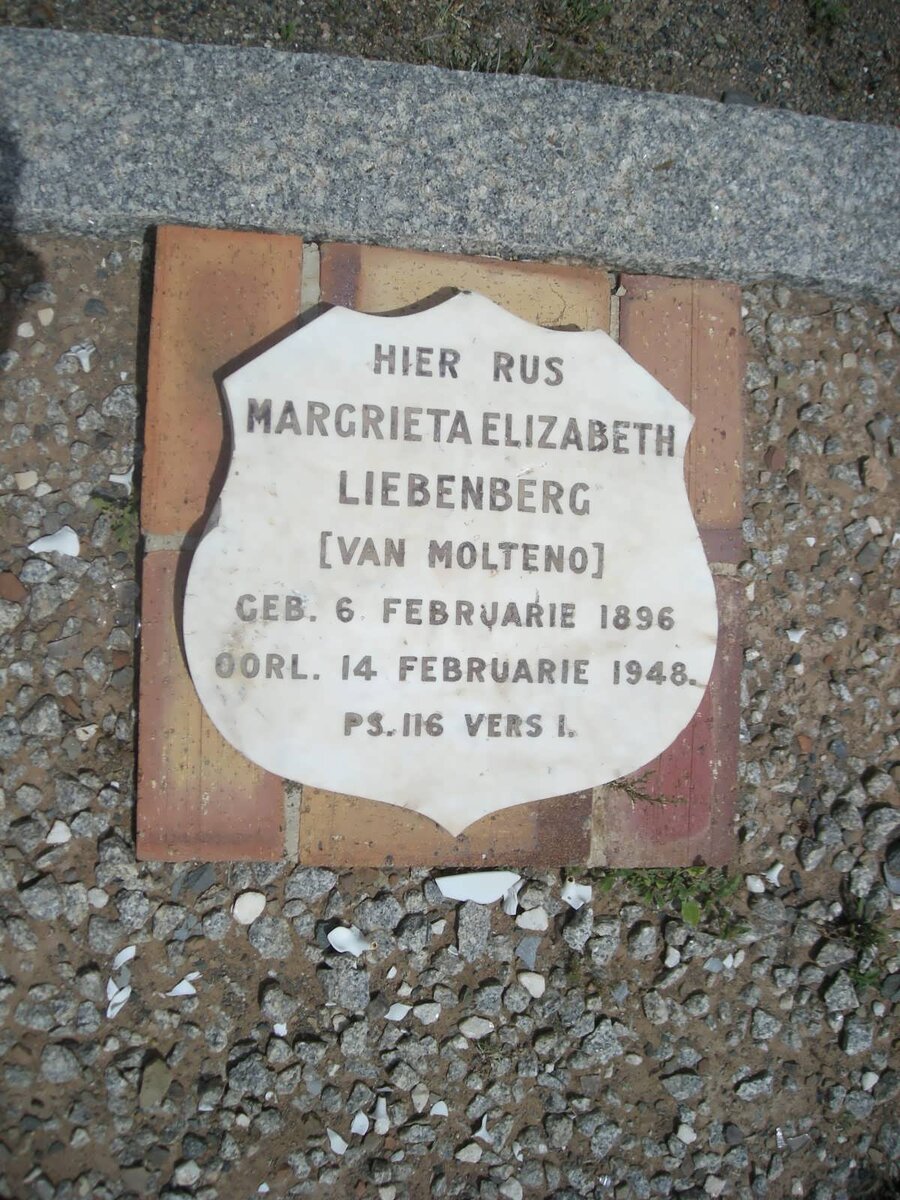 HIER RUS
MARGRIETA ELIZABETH
LIEBENBERG
[VAN MOLTENO]
GEB. 6 FEBRUARIE 1896
OORL. 14 FEBRUARIE 1948.
PS. 116 VERS 1.